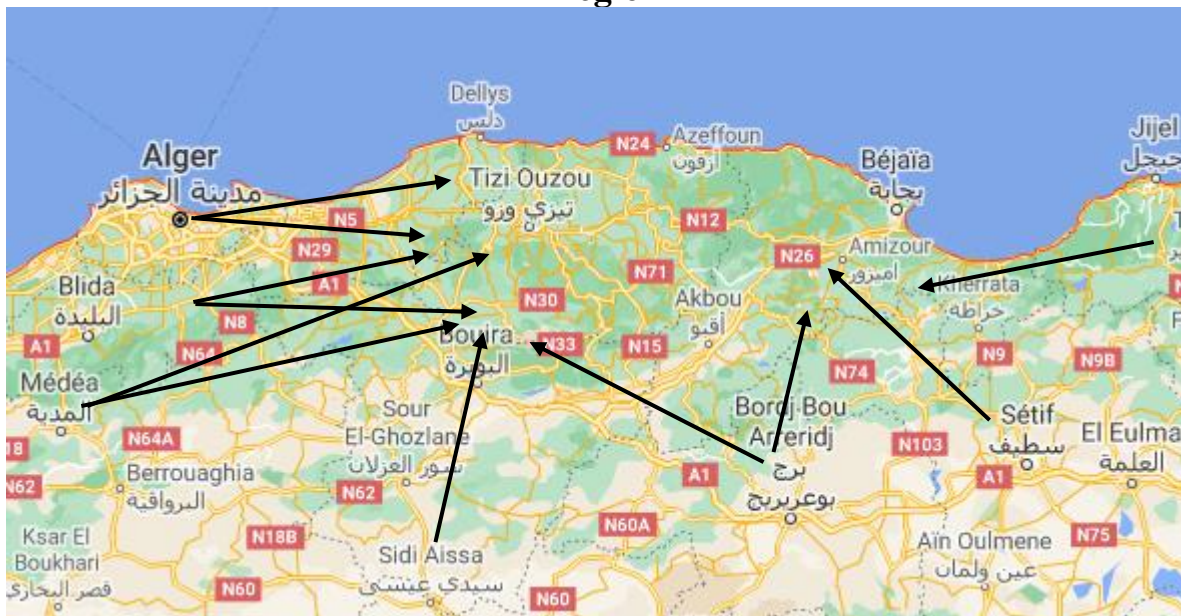 Dellys
دلس
N24
Azeffoun
أزفون
Jijel
جيجل
Alger
مدينة الجزائر
Béjaïa
بجاية
Tizi Ouzou
تيزي وزو
N5
N12
N29
N26
Amizour
أميزور
A1
N71
Blida
البليدة
N30
Akbou
أقبو
Kherrata
خراطة
N8
A1
N64
Bouira
البويرة
N33
N15
N9
N9B
Médéa
المدية
N74
Sour
El-Ghozlane
سور الغزلان
Bordj Bou
Arreridj
برج
بوعريريج
Sétif
سطيف
El Eulma
العلمة
18
N64A
N103
N62
Berrouaghia
البرواقية
N62
A1
A1
N18B
N60A
Ksar El
Boukhari
قصر البخاري
Sidi Aissa
سيدي عيسى
Aïn Oulmene
عين ولمان
N75
N60
N60